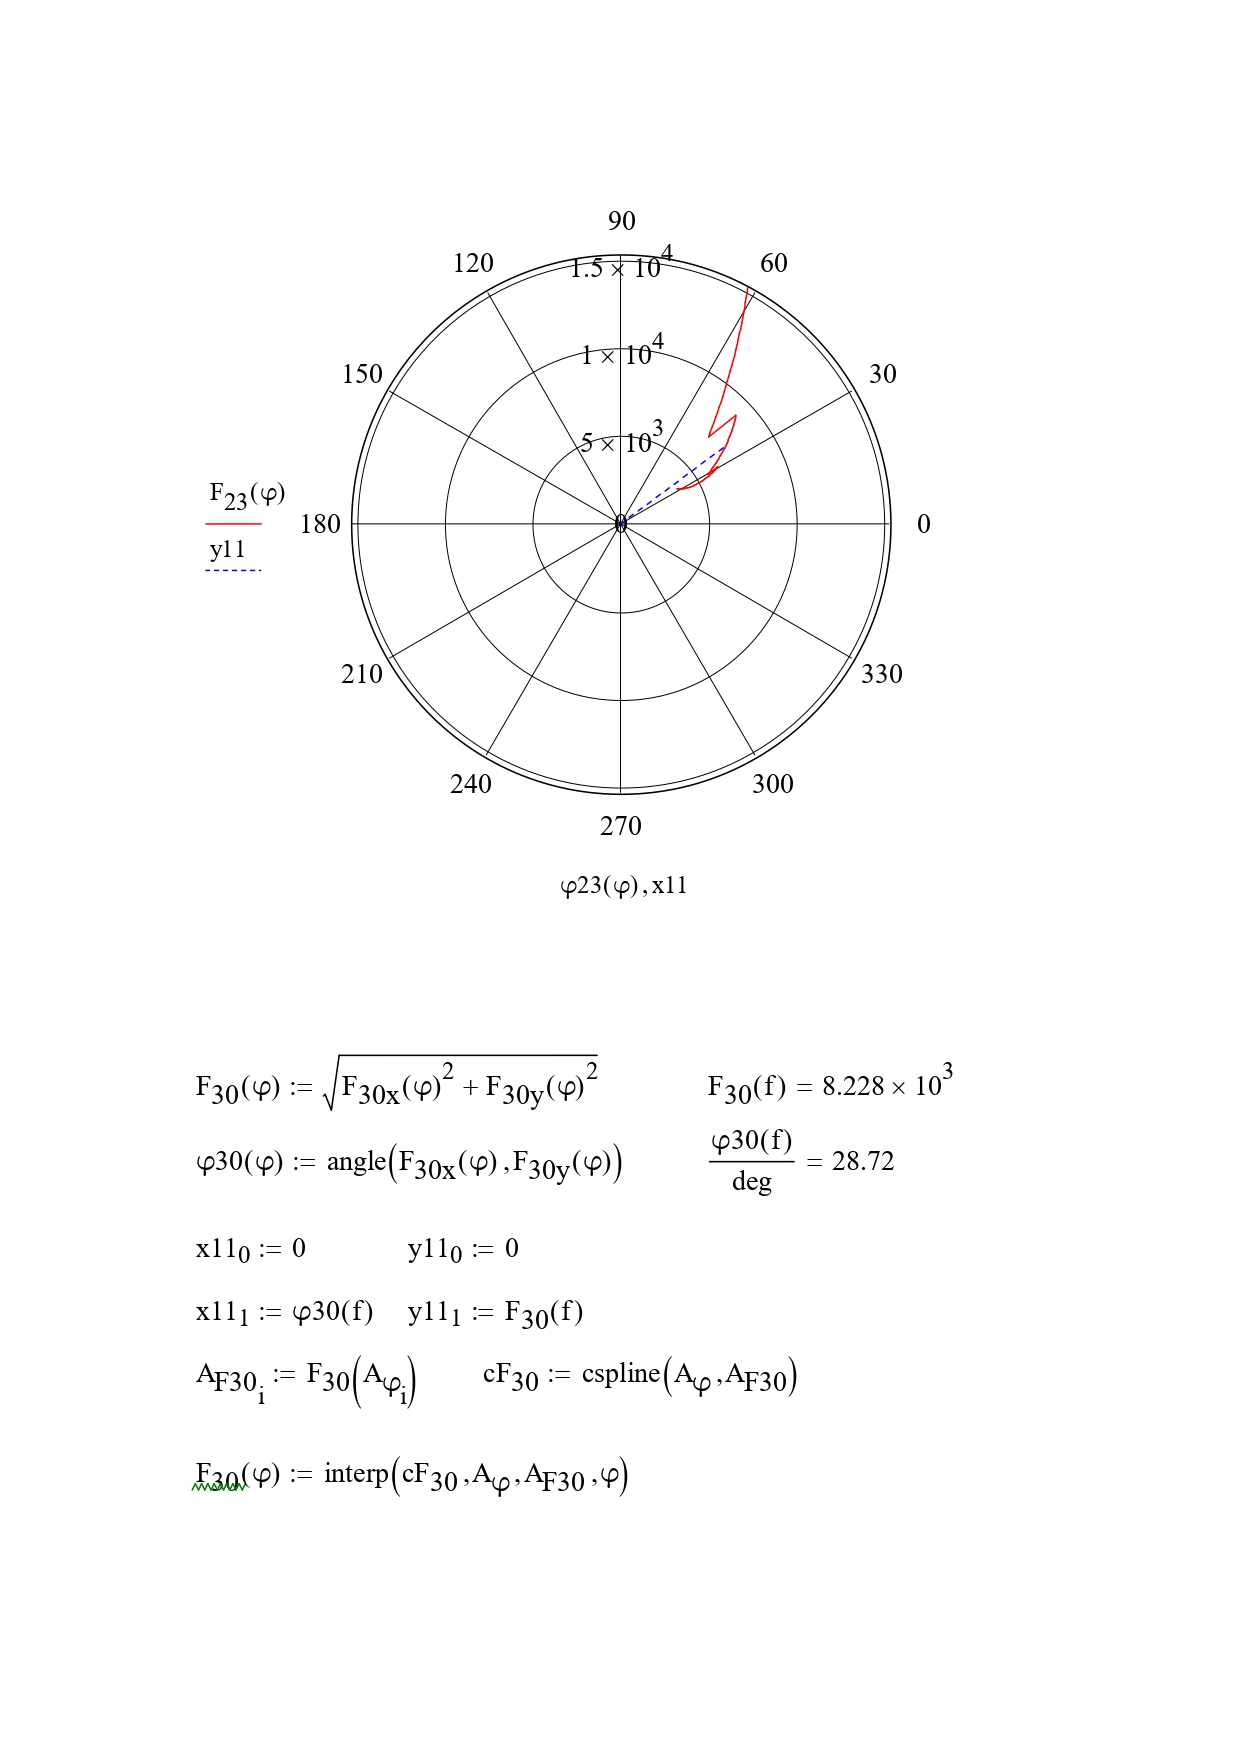 90
120 1.5 × 10^4 60
1 × 10^4
150 5 × 10^3 30
F23(φ)
180 0 0
y11
210 330
240 300
270
φ23(φ) , x11
F30(φ) := √(F30x(φ)^2 + F30y(φ)^2) F30(f) = 8.228 × 10^3
φ30(φ) := angle(F30x(φ) , F30y(φ)) φ30(f)/deg = 28.72
x11_0 := 0 y11_0 := 0
x11_1 := φ30(f) y11_1 := F30(f)
A_F30_i := F30(A_φ_i) cF30 := cspline(A_φ , A_F30)
F30(φ) := interp(cF30 , A_φ , A_F30 , φ)